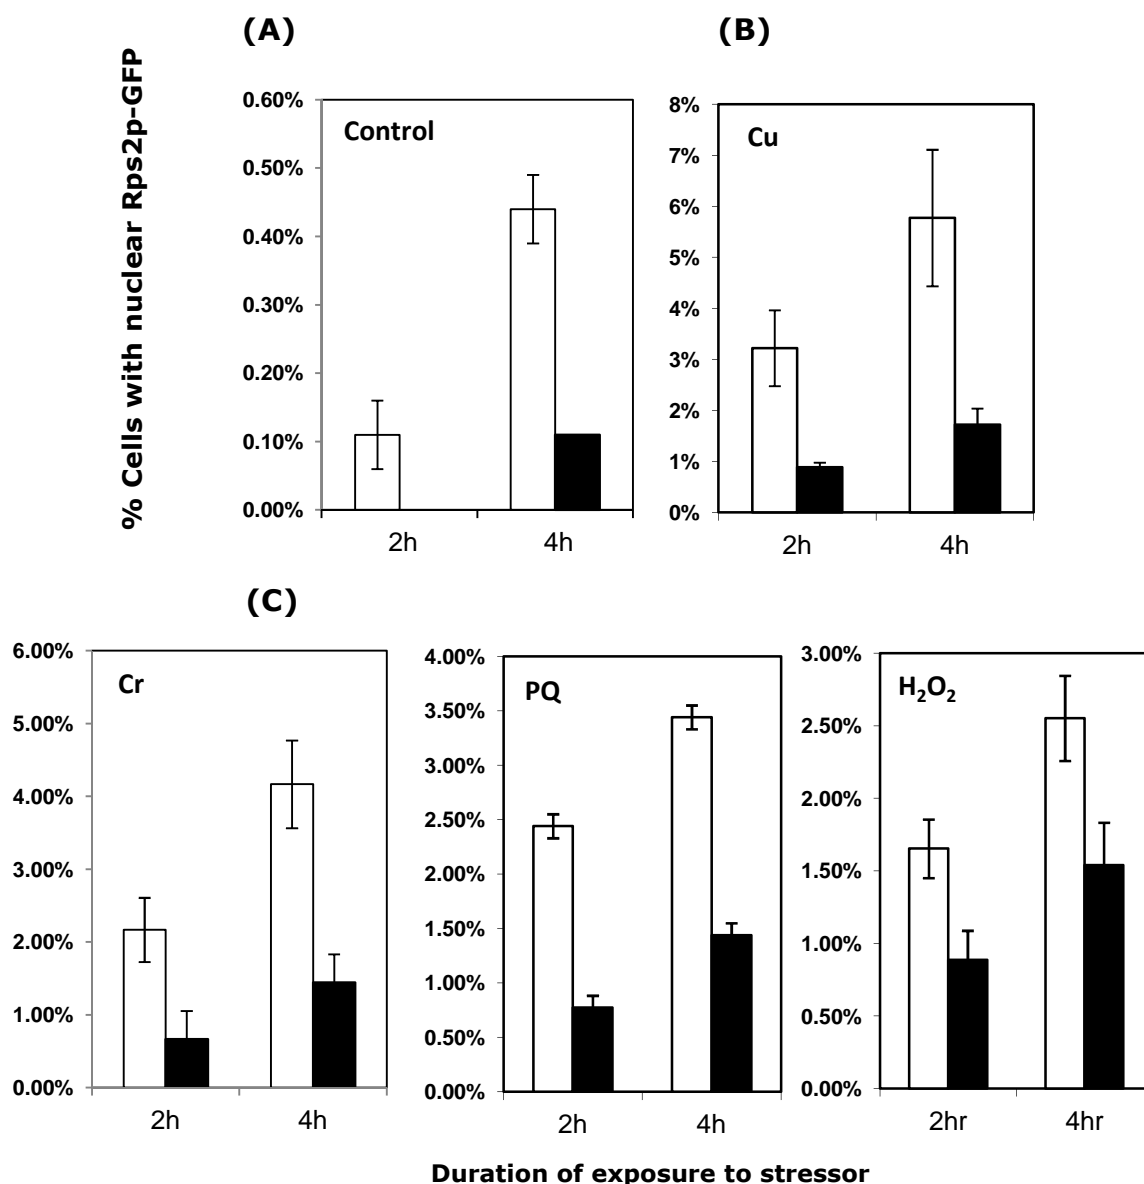 (A)
(B)
% Cells with nuclear Rps2p-GFP
0.60%
0.50%
0.40%
0.30%
0.20%
0.10%
0.00%
Control
2h
4h
8%
7%
6%
5%
4%
3%
2%
1%
0%
Cu
2h
4h
(C)
6.00%
5.00%
4.00%
3.00%
2.00%
1.00%
0.00%
Cr
2h
4h
4.00%
3.50%
3.00%
2.50%
2.00%
1.50%
1.00%
0.50%
0.00%
PQ
2h
4h
3.00%
2.50%
2.00%
1.50%
1.00%
0.50%
0.00%
H₂O₂
2hr
4hr
Duration of exposure to stressor